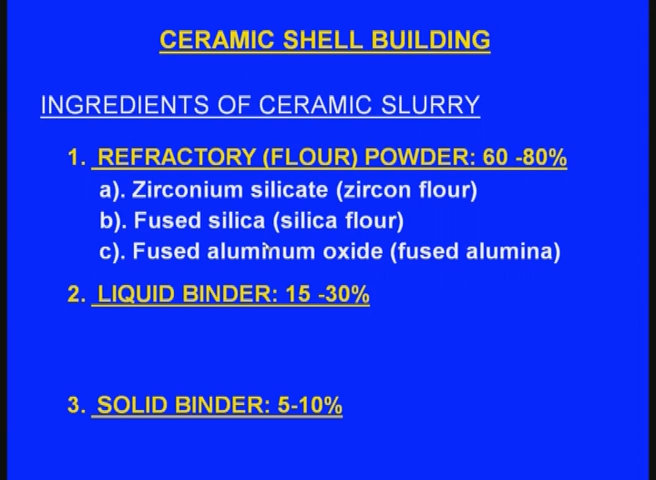 CERAMIC SHELL BUILDING
INGREDIENTS OF CERAMIC SLURRY
1. REFRACTORY (FLOUR) POWDER: 60 -80%
a). Zirconium silicate (zircon flour)
b). Fused silica (silica flour)
c). Fused aluminum oxide (fused alumina)
2. LIQUID BINDER: 15 -30%
3. SOLID BINDER: 5-10%